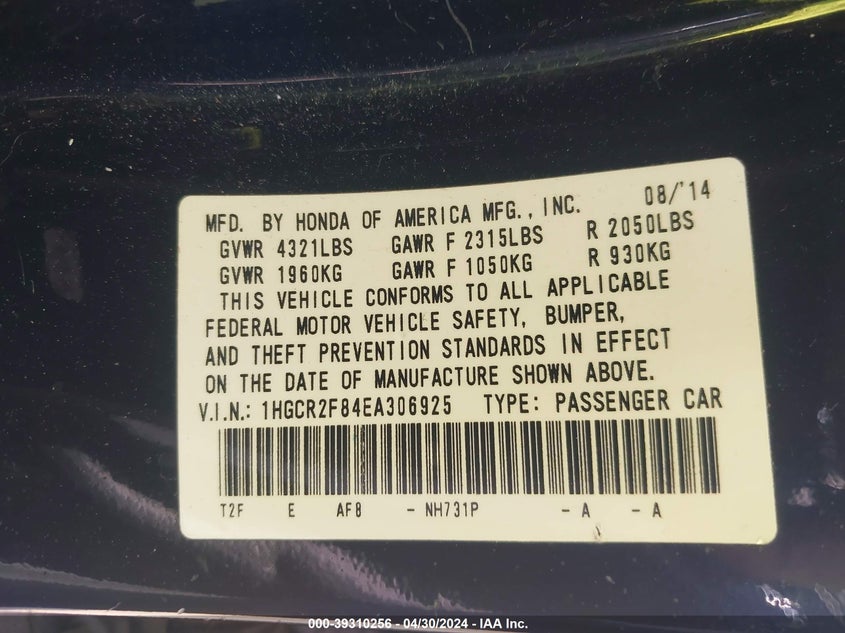 MFD. BY HONDA OF AMERICA MFG., INC. 08/'14
GVWR 4321LBS GAWR F 2315LBS R 2050LBS
GVWR 1960KG GAWR F 1050KG R 930KG
THIS VEHICLE CONFORMS TO ALL APPLICABLE
FEDERAL MOTOR VEHICLE SAFETY, BUMPER,
AND THEFT PREVENTION STANDARDS IN EFFECT
ON THE DATE OF MANUFACTURE SHOWN ABOVE.
V.I.N.: 1HGCR2F84EA306925 TYPE: PASSENGER CAR
T2F E AF8 - NH731P - A - A
000-39310256 - 04/30/2024 - IAA Inc.